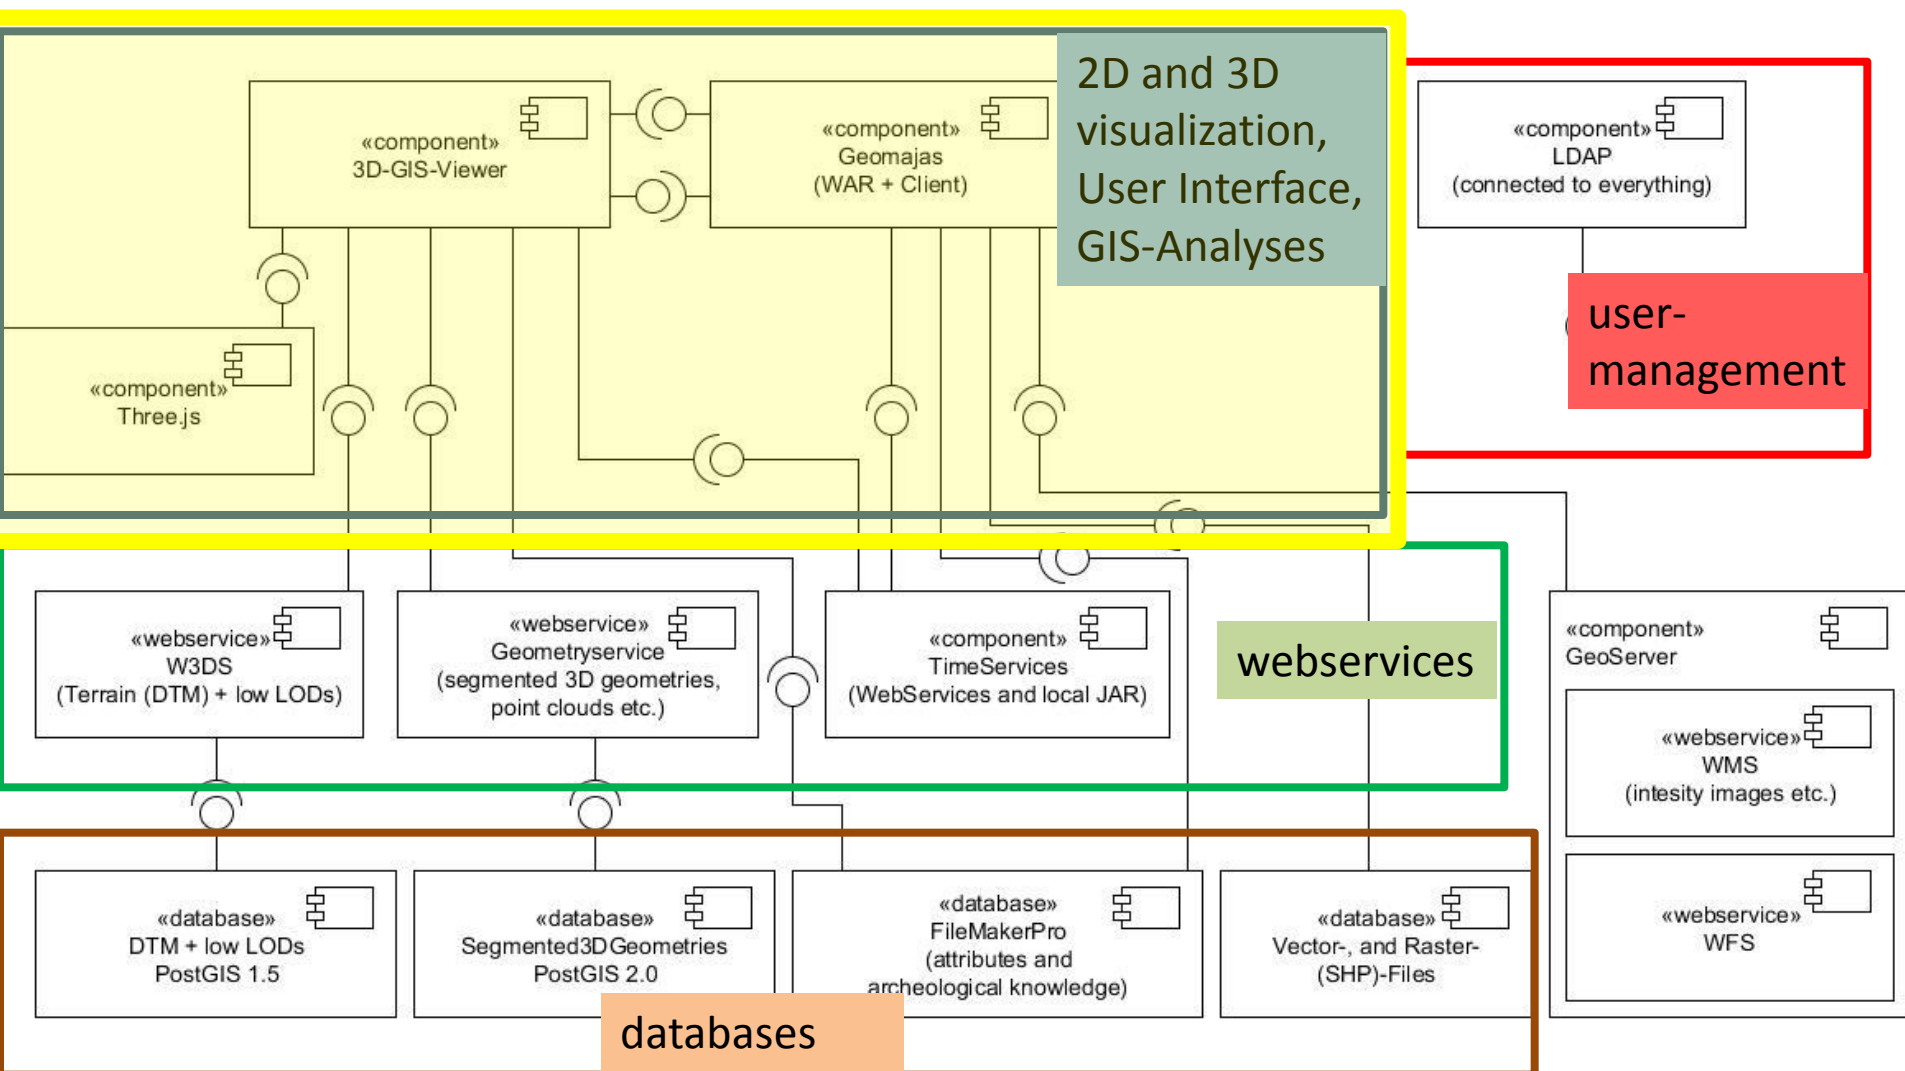 «component»
3D-GIS-Viewer
«component»
Geomajas
(WAR + Client)
2D and 3D
visualization,
User Interface,
GIS-Analyses
«component»
LDAP
(connected to everything)
user-
management
«component»
Three.js
«webservice»
W3DS
(Terrain (DTM) + low LODs)
«webservice»
Geometryservice
(segmented 3D geometries,
point clouds etc.)
«component»
TimeServices
(WebServices and local JAR)
webservices
«component»
GeoServer
«webservice»
WMS
(intesity images etc.)
«webservice»
WFS
«database»
DTM + low LODs
PostGIS 1.5
«database»
Segmented3DGeometries
PostGIS 2.0
«database»
FileMakerPro
(attributes and
archeological knowledge)
«database»
Vector-, and Raster-
(SHP)-Files
databases